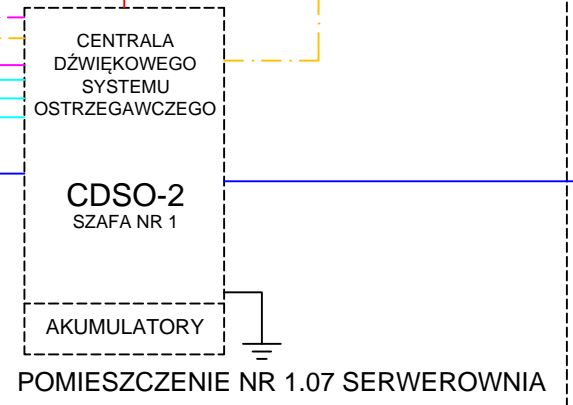 CENTRALA
DŹWIĘKOWEGO
SYSTEMU
OSTRZEGAWCZEGO
CDSO-2
SZAFA NR 1
AKUMULATORY
POMIESZCZENIE NR 1.07 SERWEROWNIA